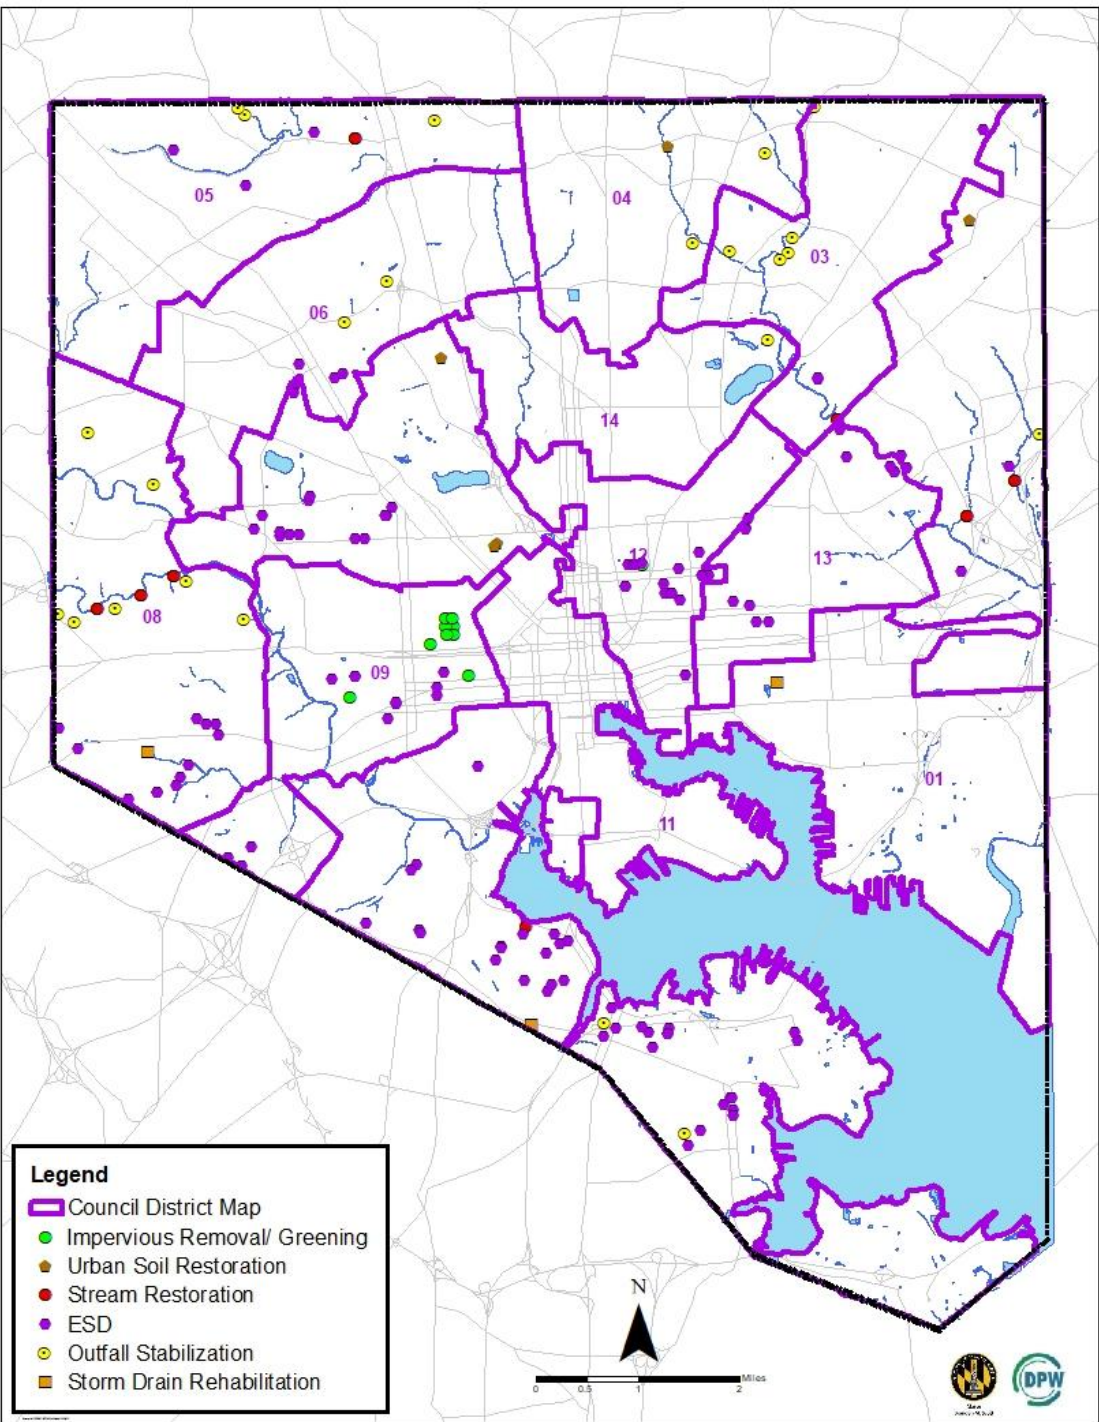 05
04
03
06
14
12
13
08
09
01
11
Legend
Council District Map
Impervious Removal/ Greening
Urban Soil Restoration
Stream Restoration
ESD
Outfall Stabilization
Storm Drain Rehabilitation
N
Miles
0 0.5 1 2
DPW